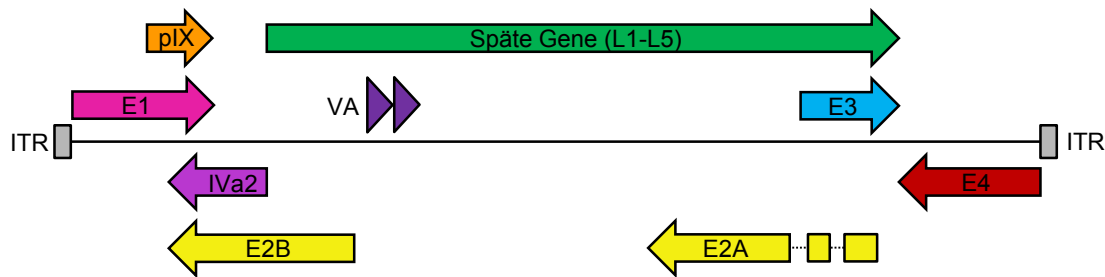 pIX
Späte Gene (L1-L5)
E1
VA
E3
ITR
ITR
IVa2
E4
E2B
E2A